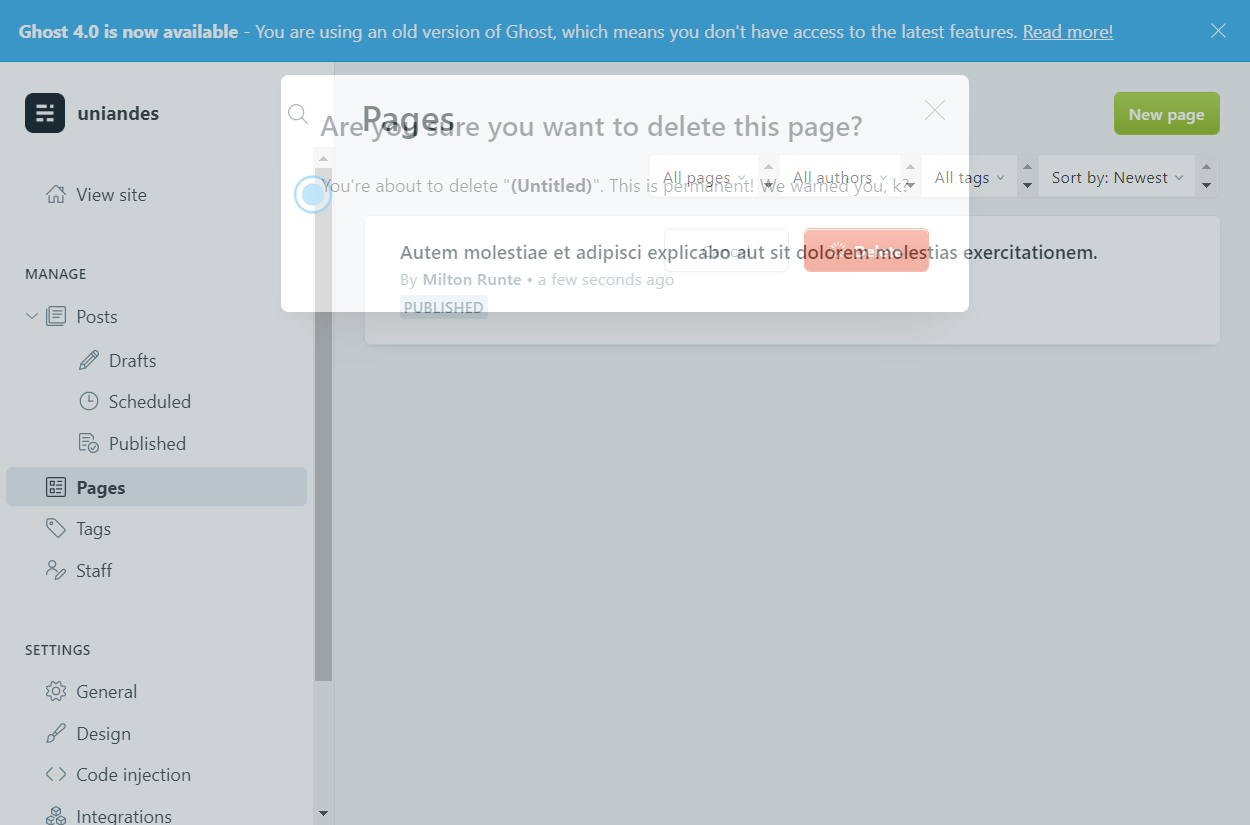 Ghost 4.0 is now available - You are using an old version of Ghost, which means you don't have access to the latest features. Read more!
uniandes
View site
MANAGE
Posts
Drafts
Scheduled
Published
Pages
Tags
Staff
SETTINGS
General
Design
Code injection
Integrations
Pages
New page
Are you sure you want to delete this page?
All pages
All authors
All tags
Sort by: Newest
You're about to delete "(Untitled)". This is permanent! We warned you, k?
Cancel
Delete
Autem molestiae et adipisci explicabo aut sit dolorem molestias exercitationem.
By Milton Runte • a few seconds ago
PUBLISHED